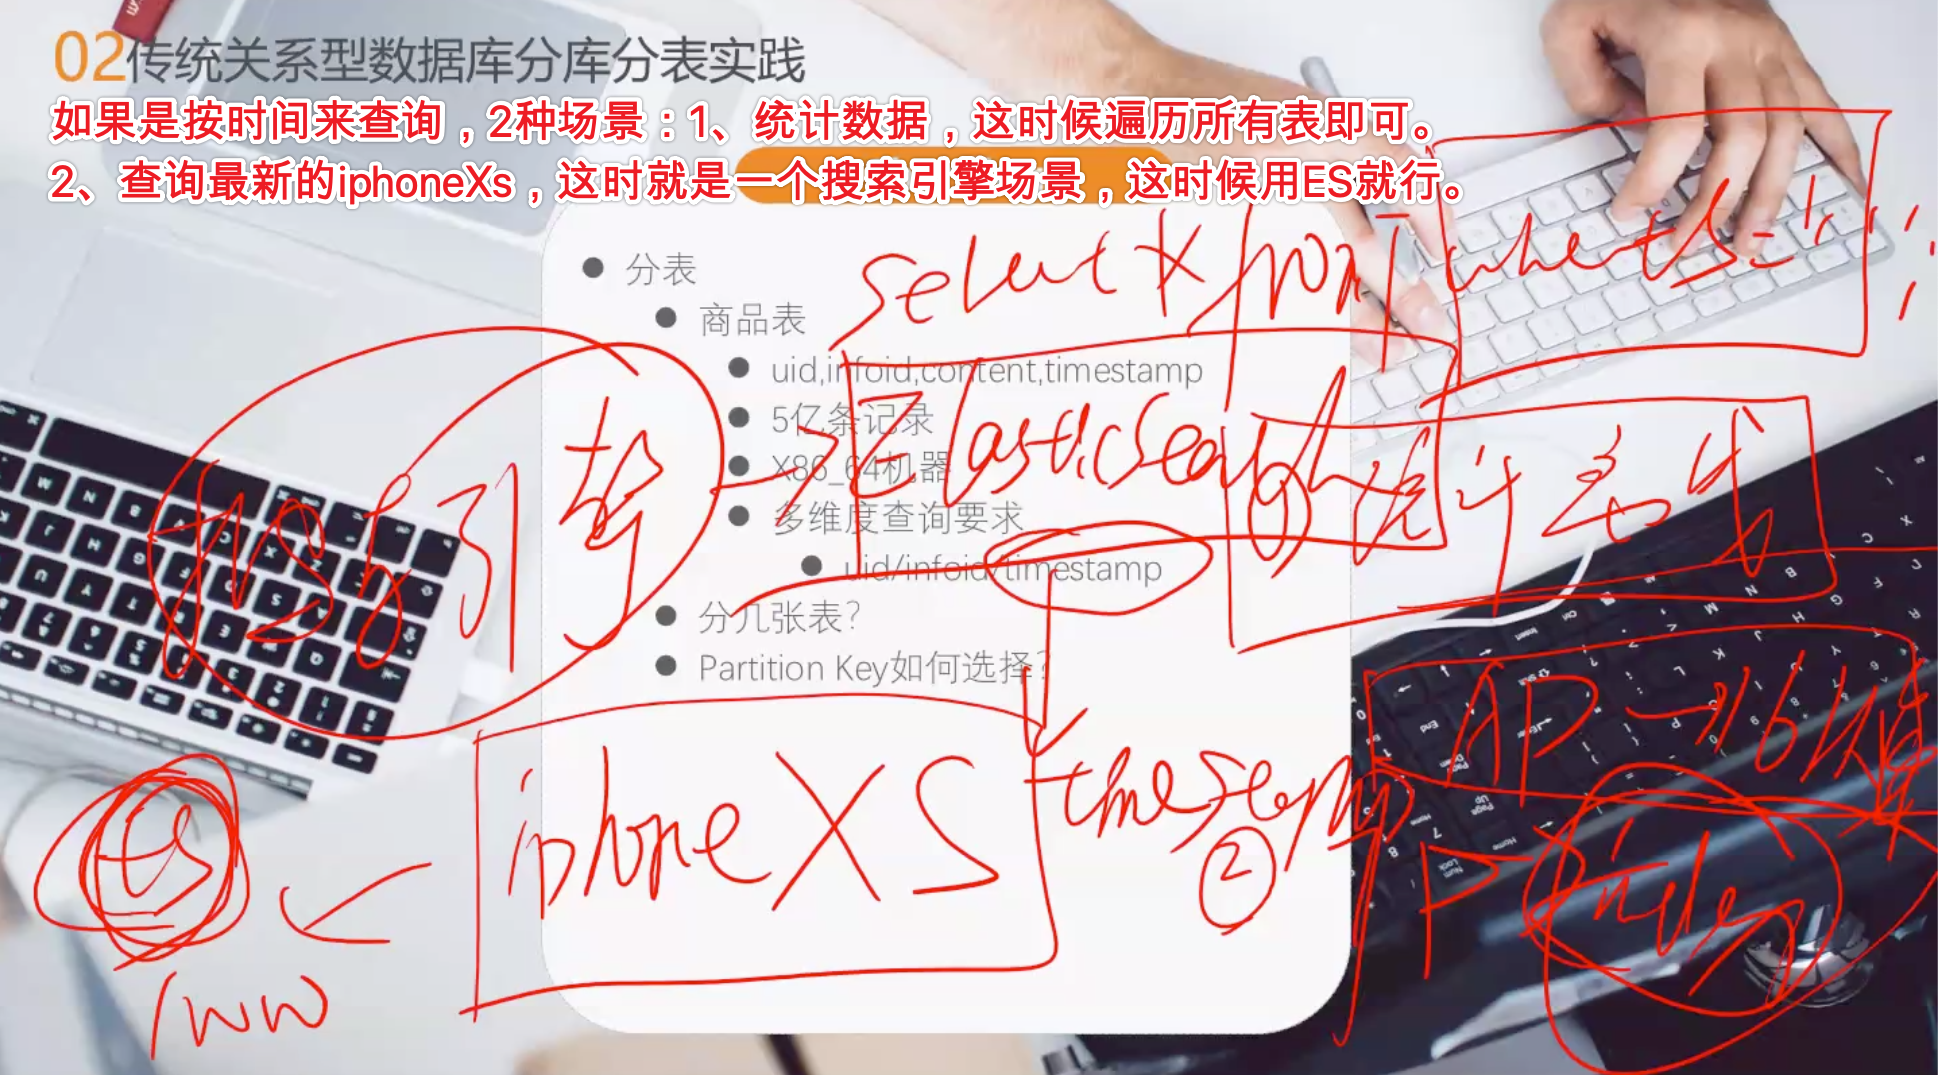 02传统关系型数据库分库分表实践
如果是按时间来查询，2种场景：1、统计数据，这时候遍历所有表即可。
2、查询最新的iphoneXs，这时就是一个搜索引擎场景，这时候用ES就行。
select * from T where ts = ' ' ;
分表
商品表
uid,infoid,content,timestamp
5亿条记录
X86_64机器
多维度查询要求
uid/infoid/timestamp
分几张表?
Partition Key如何选择?
ElasticSearch
搜索引擎
①
iphone XS
timestamp
②
AP
TP
index
ES